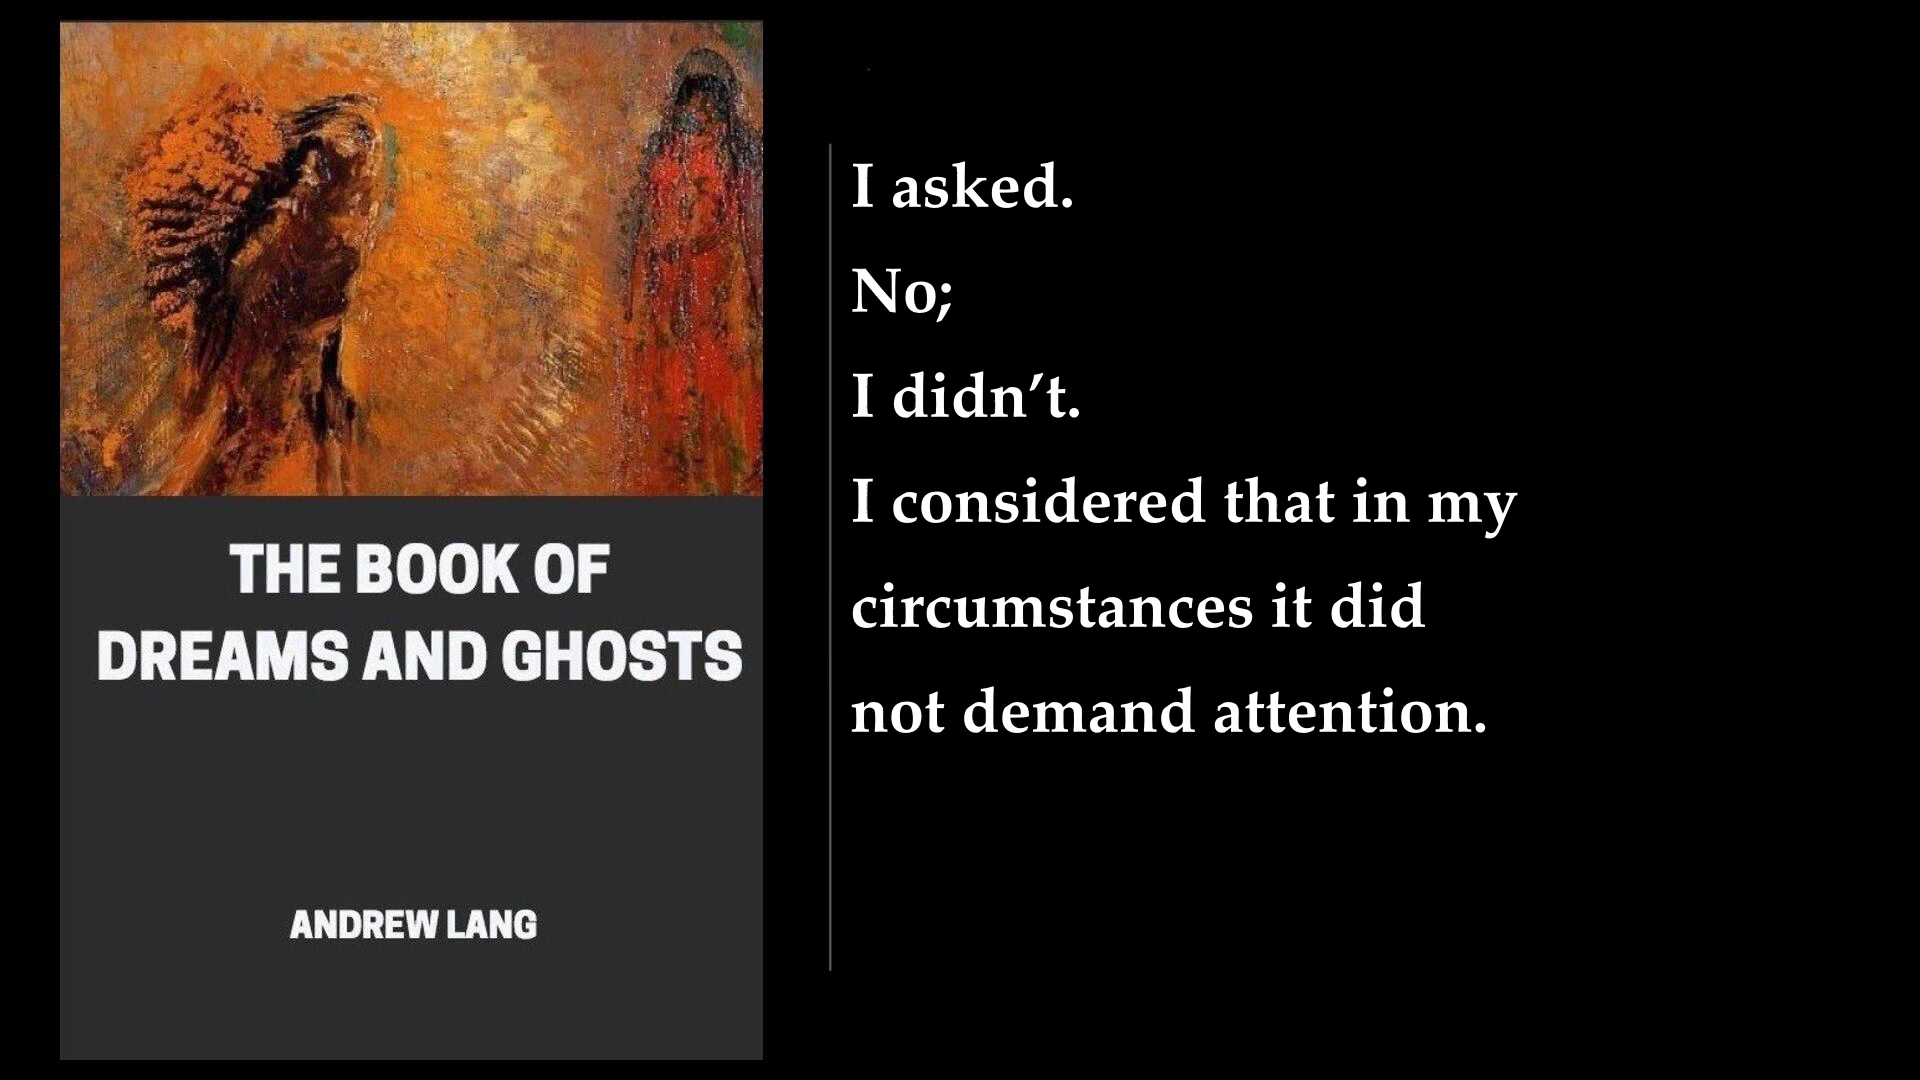 THE BOOK OF
DREAMS AND GHOSTS
ANDREW LANG
I asked.
No;
I didn’t.
I considered that in my
circumstances it did
not demand attention.